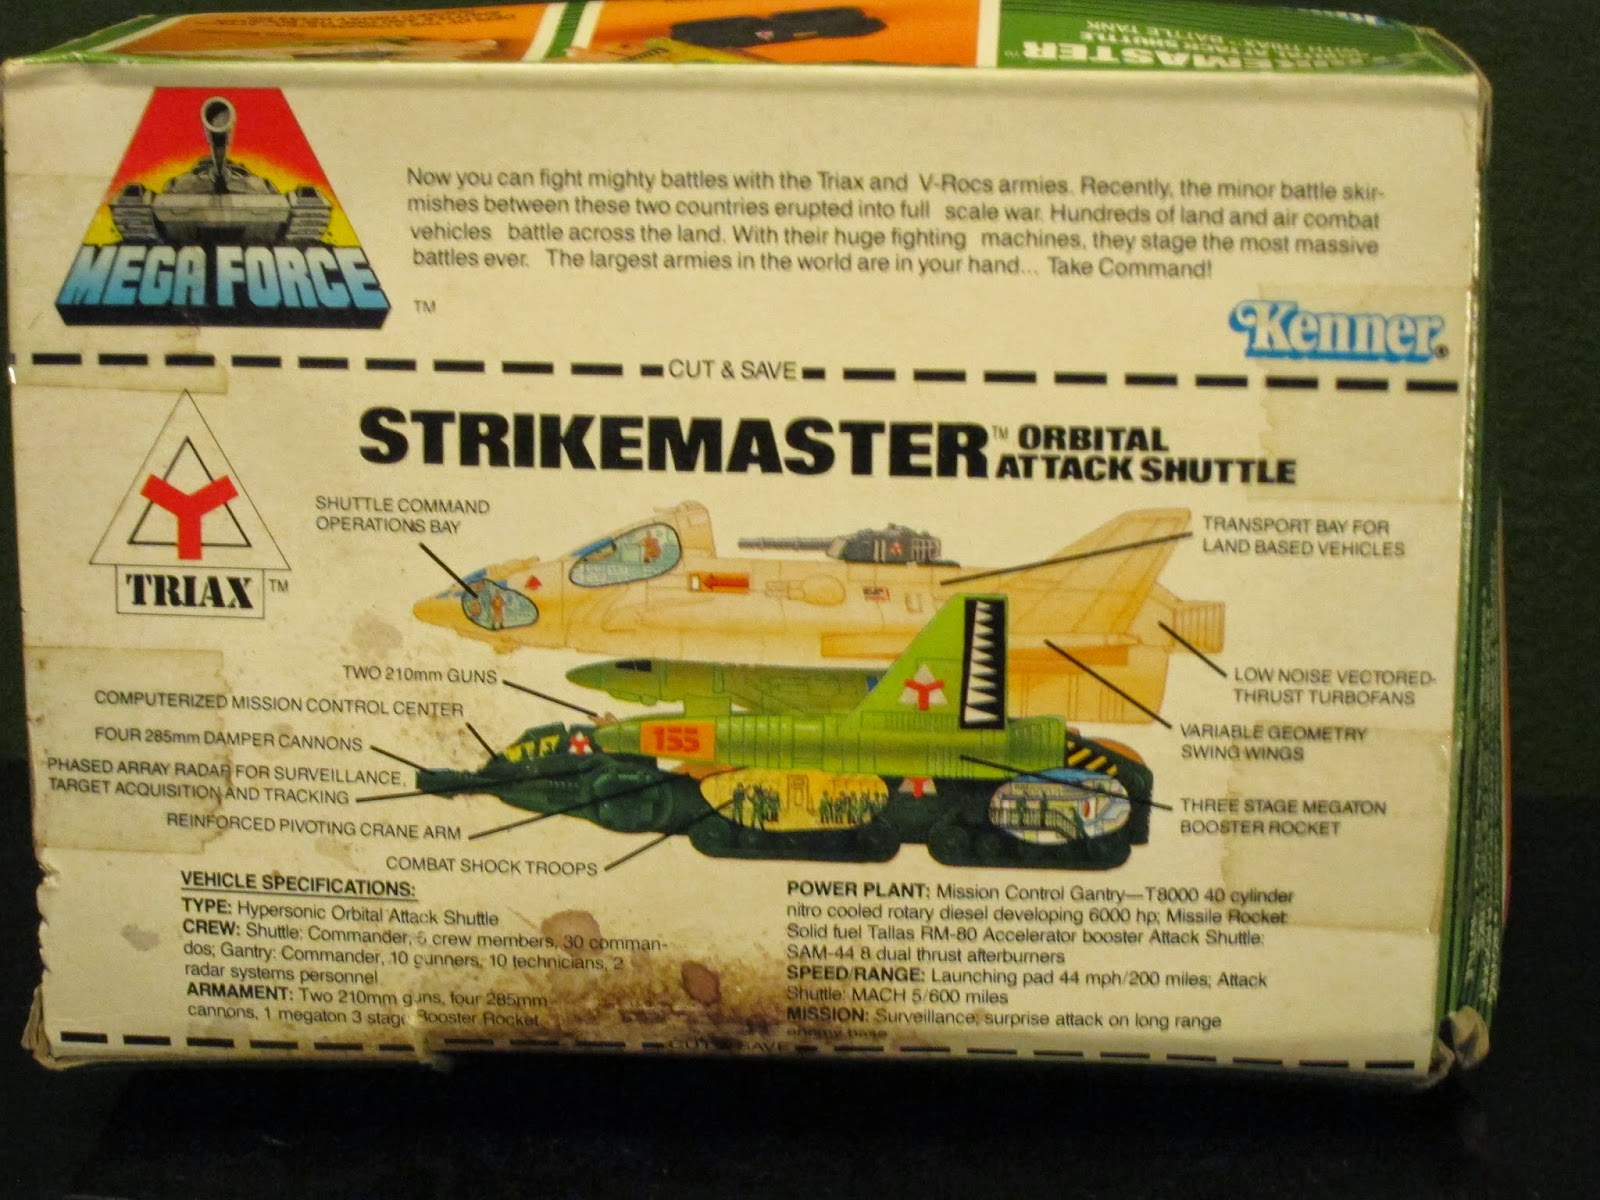 STRIKEMASTER
WITH TRIAX BATTLE TANK
MEGA FORCE
TM
Now you can fight mighty battles with the Triax and V-Rocs armies. Recently, the minor battle skir-
mishes between these two countries erupted into full scale war. Hundreds of land and air combat
vehicles battle across the land. With their huge fighting machines, they stage the most massive
battles ever. The largest armies in the world are in your hand... Take Command!
Kenner®
CUT & SAVE
TRIAX TM
STRIKEMASTER TM ORBITAL
ATTACK SHUTTLE
SHUTTLE COMMAND
OPERATIONS BAY
TRANSPORT BAY FOR
LAND BASED VEHICLES
TWO 210mm GUNS
COMPUTERIZED MISSION CONTROL CENTER
FOUR 285mm DAMPER CANNONS
PHASED ARRAY RADAR FOR SURVEILLANCE,
TARGET ACQUISITION AND TRACKING
REINFORCED PIVOTING CRANE ARM
COMBAT SHOCK TROOPS
155
LOW NOISE VECTORED-
THRUST TURBOFANS
VARIABLE GEOMETRY
SWING WINGS
THREE STAGE MEGATON
BOOSTER ROCKET
VEHICLE SPECIFICATIONS:
TYPE: Hypersonic Orbital Attack Shuttle
CREW: Shuttle: Commander, crew members, 30 comman-
dos; Gantry: Commander, 10 gunners, 10 technicians, 2
radar systems personnel
ARMAMENT: Two 210mm guns, four 285mm
cannons, 1 megaton 3 stage Booster Rocket
POWER PLANT: Mission Control Gantry—T8000 40 cylinder
nitro cooled rotary diesel developing 6000 hp; Missile Rocket:
Solid fuel Tallas RM-80 Accelerator booster Attack Shuttle:
SAM-44 8 dual thrust afterburners
SPEED/RANGE: Launching pad 44 mph/200 miles; Attack
Shuttle: MACH 5/600 miles
MISSION: Surveillance; surprise attack on long range
enemy base
CUT & SAVE